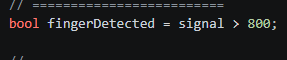 // =========================
bool fingerDetected = signal > 800;
//